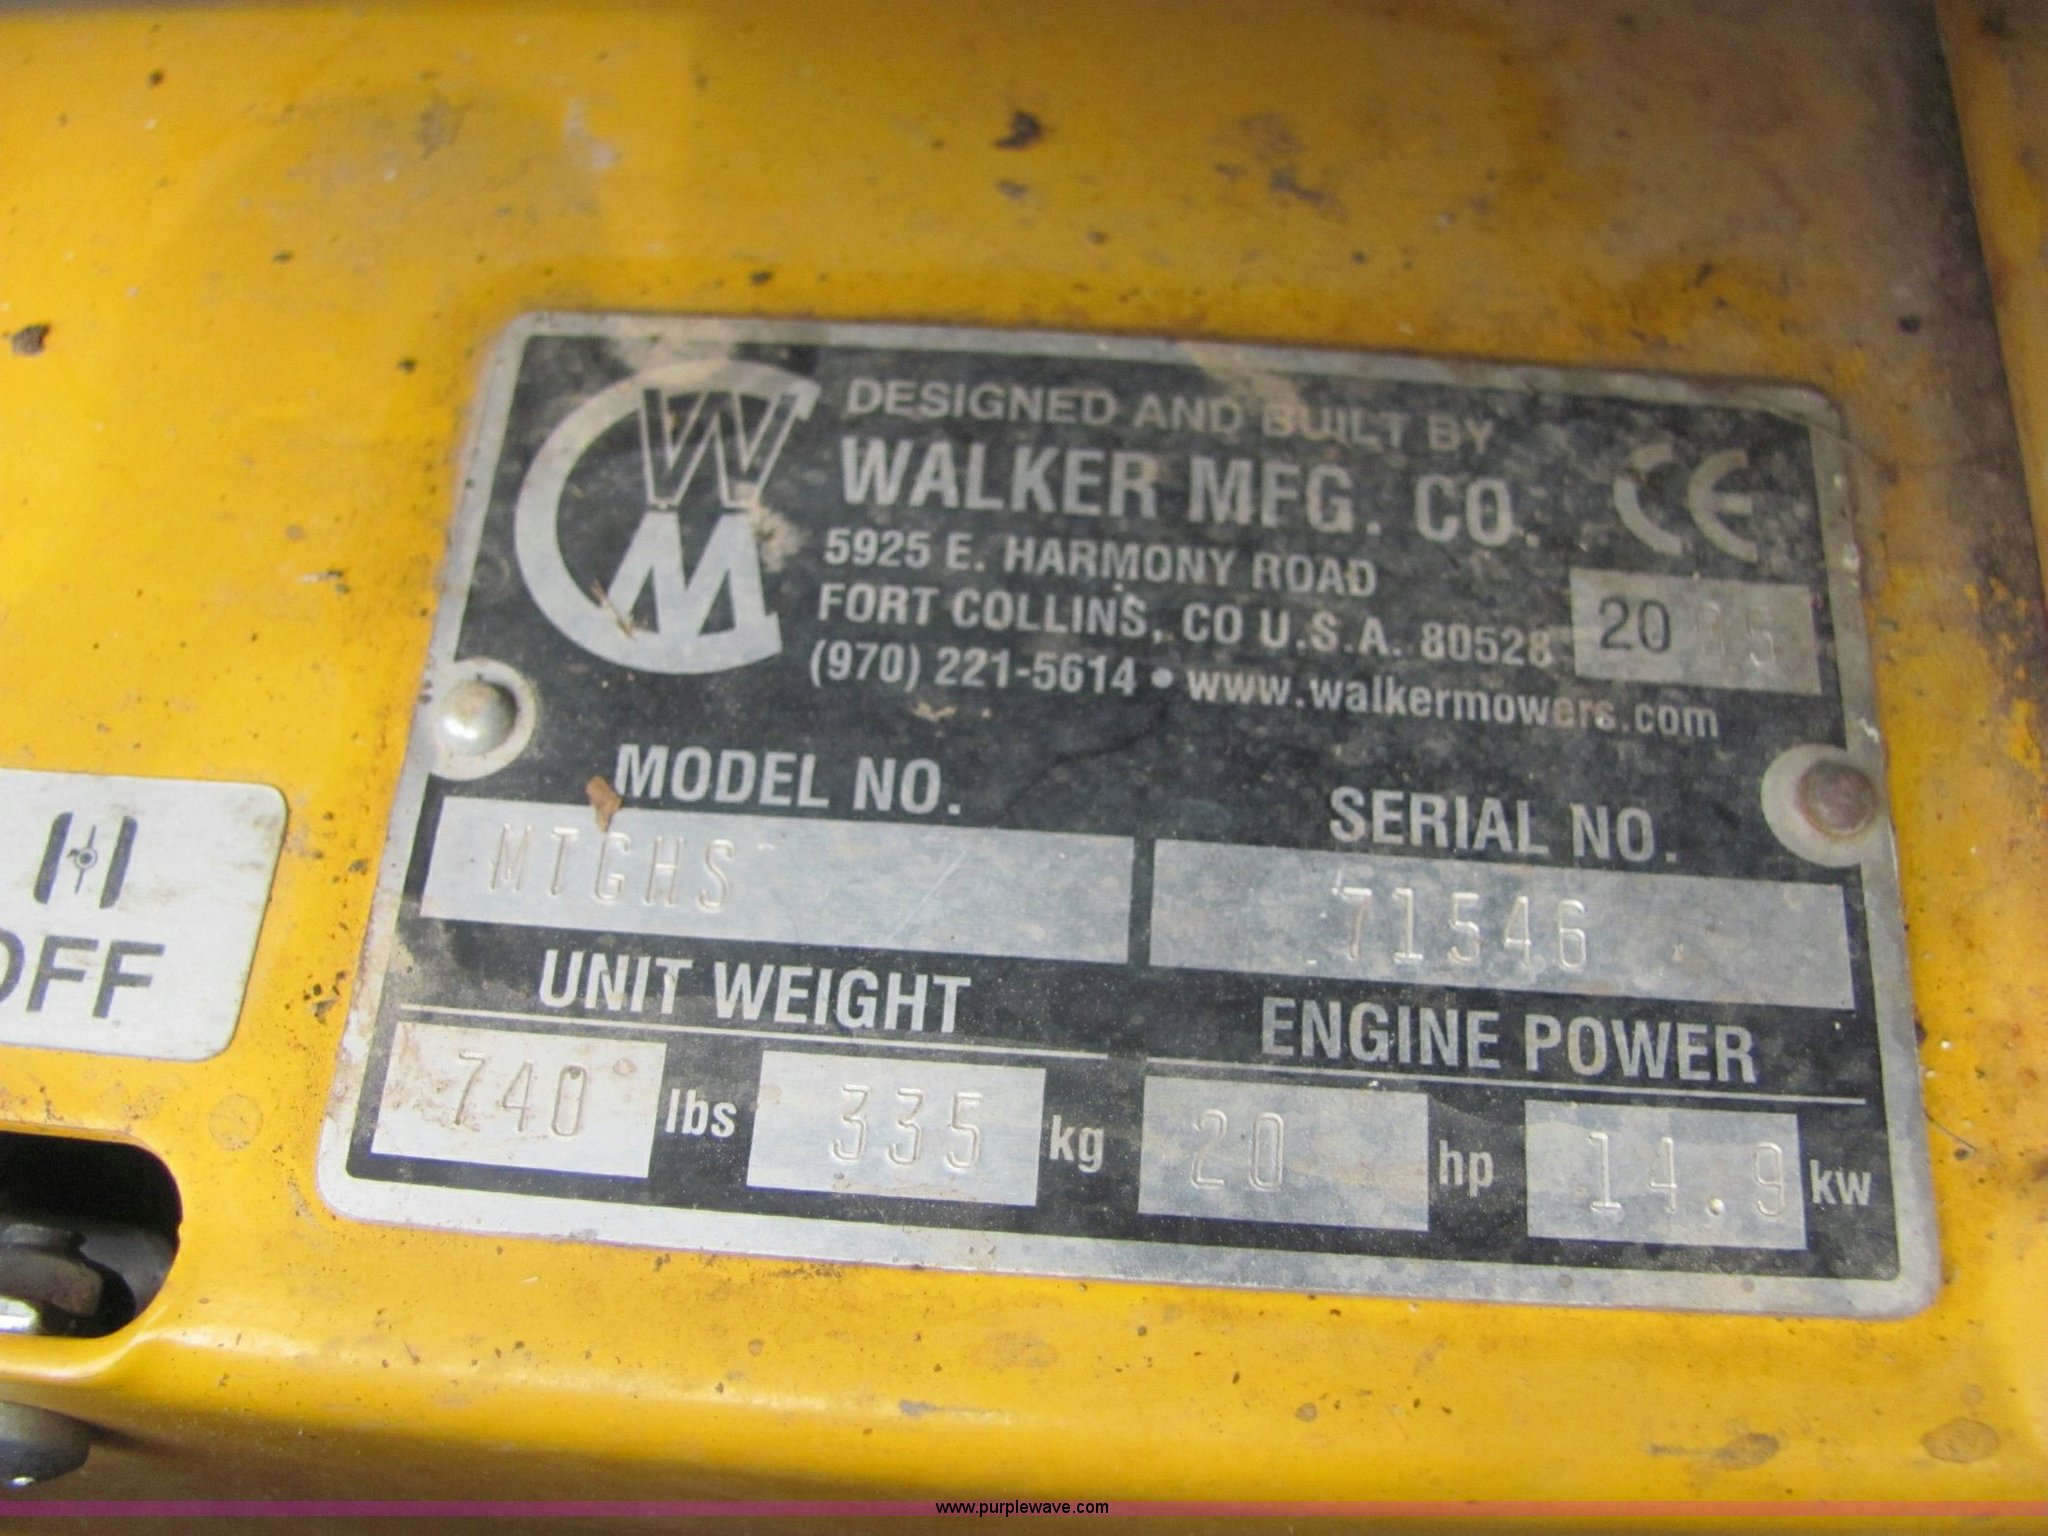 DESIGNED AND BUILT BY
WALKER MFG. CO.
CE
5925 E. HARMONY ROAD
FORT COLLINS, CO U.S.A. 80528
(970) 221-5614 • www.walkermowers.com
MODEL NO.
SERIAL NO.
MTGHS
71546
OFF
UNIT WEIGHT
ENGINE POWER
740 lbs 335 kg 20 hp 14.9 kw
www.purplewave.com